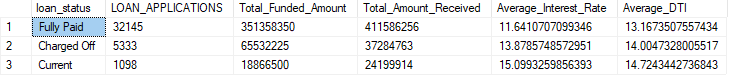 loan_status LOAN_APPLICATIONS Total_Funded_Amount Total_Amount_Received Average_Interest_Rate Average_DTI
1 Fully Paid 32145 351358350 411586256 11.6410707099346 13.1673507557434
2 Charged Off 5333 65532225 37284763 13.8785748572951 14.0047328005517
3 Current 1098 18866500 24199914 15.0993259856393 14.7243442736843